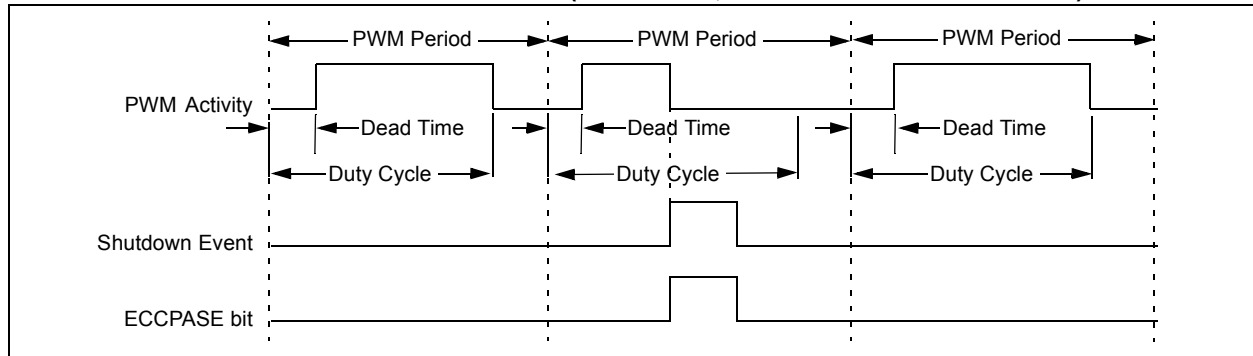 PWM Period PWM Period PWM Period
PWM Activity
Dead Time Dead Time Dead Time
Duty Cycle Duty Cycle Duty Cycle
Shutdown Event
ECCPASE bit